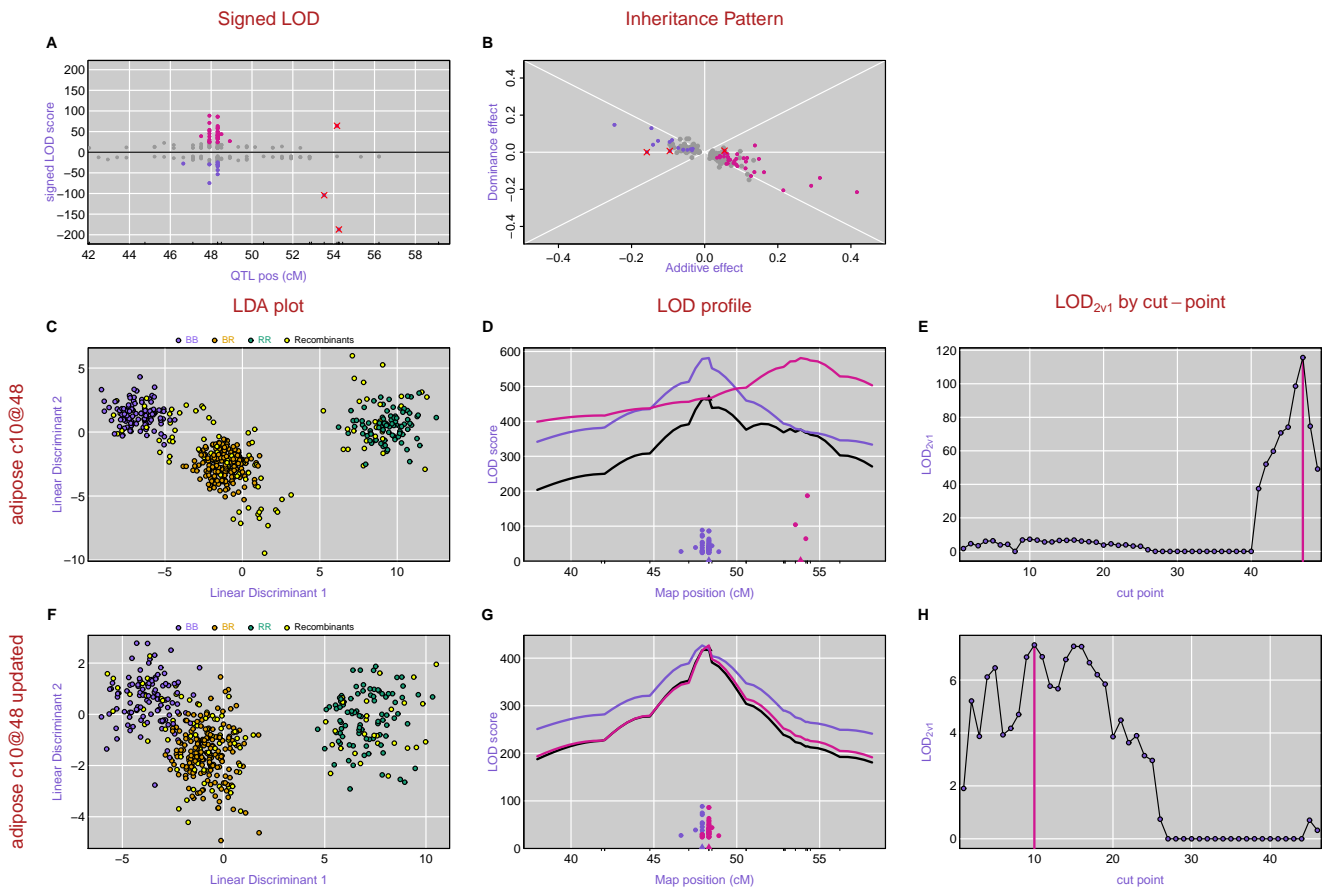 Signed LOD
Inheritance Pattern
A
B
200
150
100
50
0
−50
−100
−150
−200
signed LOD score
42 44 46 48 50 52 54 56 58
QTL pos (cM)
0.4
0.2
0.0
−0.2
−0.4
Dominance effect
−0.4 −0.2 0.0 0.2 0.4
Additive effect
LDA plot
LOD profile
LOD2v1 by cut−point
adipose c10@48
C
D
E
BB BR RR Recombinants
5
0
−5
−10
Linear Discriminant 2
−5 0 5 10
Linear Discriminant 1
600
500
400
300
200
100
0
LOD score
40 45 50 55
Map position (cM)
120
100
80
60
40
20
0
LOD2v1
10 20 30 40
cut point
adipose c10@48 updated
F
G
H
BB BR RR Recombinants
2
0
−2
−4
Linear Discriminant 2
−5 0 5 10
Linear Discriminant 1
400
300
200
100
0
LOD score
40 45 50 55
Map position (cM)
6
4
2
0
LOD2v1
10 20 30 40
cut point